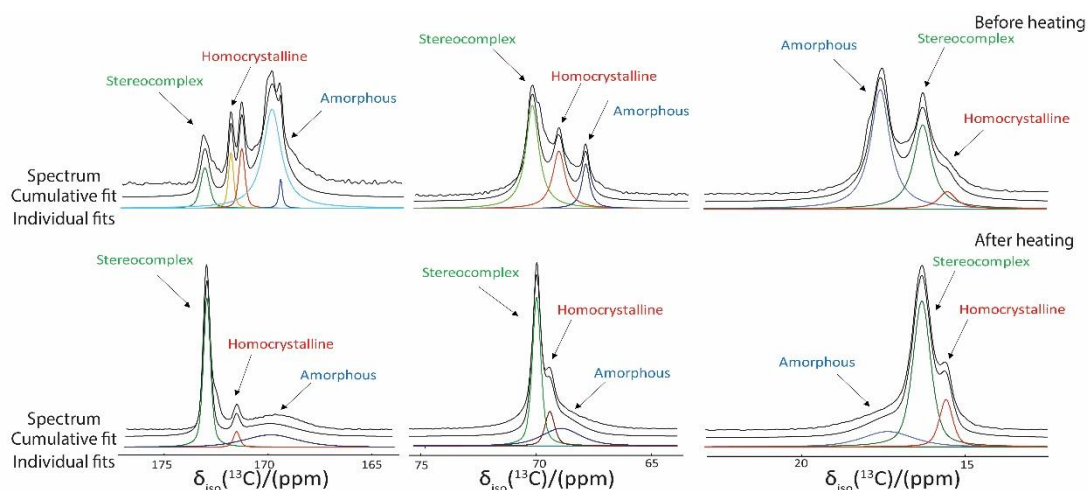 Before heating
Stereocomplex
Homocrystalline
Amorphous
Stereocomplex
Homocrystalline
Amorphous
Amorphous
Stereocomplex
Homocrystalline
Spectrum
Cumulative fit
Individual fits
After heating
Stereocomplex
Homocrystalline
Amorphous
Stereocomplex
Homocrystalline
Amorphous
Stereocomplex
Homocrystalline
Amorphous
Spectrum
Cumulative fit
Individual fits
175 170 165
75 70 65
20 15
δiso(¹³C)/(ppm) δiso(¹³C)/(ppm) δiso(¹³C)/(ppm)